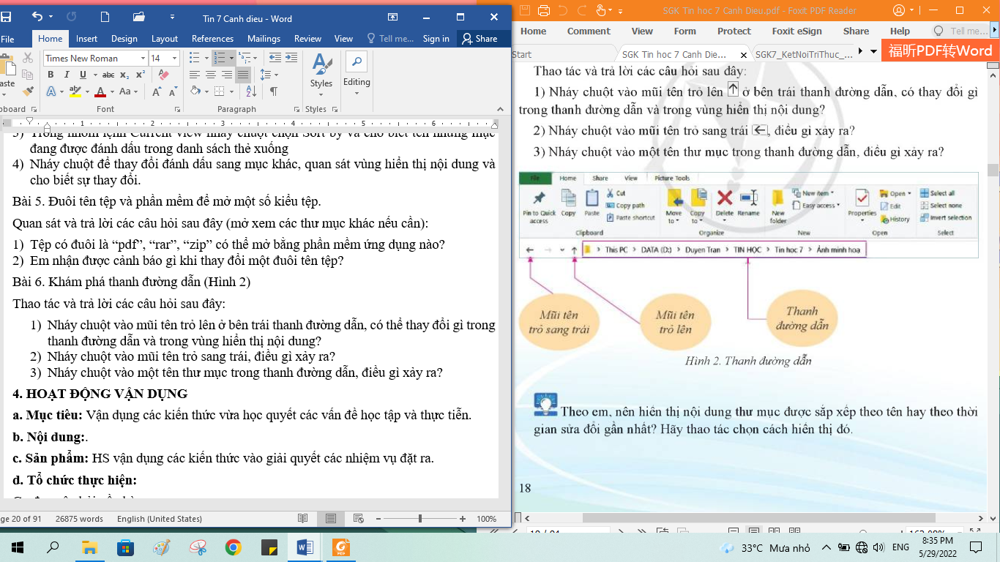 Tin 7 Canh dieu - Word
File Home Insert Design Layout References Mailings Review View Tell me... Sign in Share
Times New Roman 14
B I U abc x₂ x²
Aa
Styles
Editing
Font Paragraph Styles
1 2 3 4 5 6
3) Trong nhóm lệnh Current view nháy chuột chọn Sort by và cho biết tên những mục
đang được đánh dấu trong danh sách thẻ xuống
4) Nháy chuột để thay đổi đánh dấu sang mục khác, quan sát vùng hiển thị nội dung và
cho biết sự thay đổi.
Bài 5. Đuôi tên tệp và phần mềm để mở một số kiểu tệp.
Quan sát và trả lời các câu hỏi sau đây (mở xem các thư mục khác nếu cần):
1) Tệp có đuôi là “pdf”, “rar”, “zip” có thể mở bằng phần mềm ứng dụng nào?
2) Em nhận được cảnh báo gì khi thay đổi một đuôi tên tệp?
Bài 6. Khám phá thanh đường dẫn (Hình 2)
Thao tác và trả lời các câu hỏi sau đây:
1) Nháy chuột vào mũi tên trỏ lên ở bên trái thanh đường dẫn, có thể thay đổi gì trong
thanh đường dẫn và trong vùng hiển thị nội dung?
2) Nháy chuột vào mũi tên trỏ sang trái, điều gì xảy ra?
3) Nháy chuột vào một tên thư mục trong thanh đường dẫn, điều gì xảy ra?
4. HOẠT ĐỘNG VẬN DỤNG
a. Mục tiêu: Vận dụng các kiến thức vừa học quyết các vấn đề học tập và thực tiễn.
b. Nội dung:.
c. Sản phẩm: HS vận dụng các kiến thức vào giải quyết các nhiệm vụ đặt ra.
d. Tổ chức thực hiện:
ge 20 of 91 26875 words English (United States) 100%
SGK Tin hoc 7 Canh Dieu.pdf - Foxit PDF Reader
Home Comment View Form Protect Foxit eSign Share Help Tell me...
Start SGK Tin hoc 7 Canh Die... SGK7_KetNoiTriThuc_...
福昕PDF转Word
Thao tác và trả lời các câu hỏi sau đây:
1) Nháy chuột vào mũi tên trỏ lên ↑ ở bên trái thanh đường dẫn, có thay đổi gì
trong thanh đường dẫn và trong vùng hiển thị nội dung?
2) Nháy chuột vào mũi tên trỏ sang trái ←, điều gì xảy ra?
3) Nháy chuột vào một tên thư mục trong thanh đường dẫn, điều gì xảy ra?
File Home Share View Picture Tools
Pin to Quick access Copy Paste Cut Copy path Paste shortcut
Move to Copy to Delete Rename New folder New item Easy access
Properties Open Edit History Select all Select none Invert selection
Clipboard Organize New Open Select
This PC > DATA (D:) > Duyen Tran > TIN HỌC > Tin học 7 > Ảnh minh hoạ
Mũi tên
trỏ sang trái
Mũi tên
trỏ lên
Thanh
đường dẫn
Hình 2. Thanh đường dẫn
Theo em, nên hiển thị nội dung thư mục được sắp xếp theo tên hay theo thời
gian sửa đổi gần nhất? Hãy thao tác chọn cách hiển thị đó.
18
33°C Mưa nhỏ ENG 8:35 PM
5/29/2022